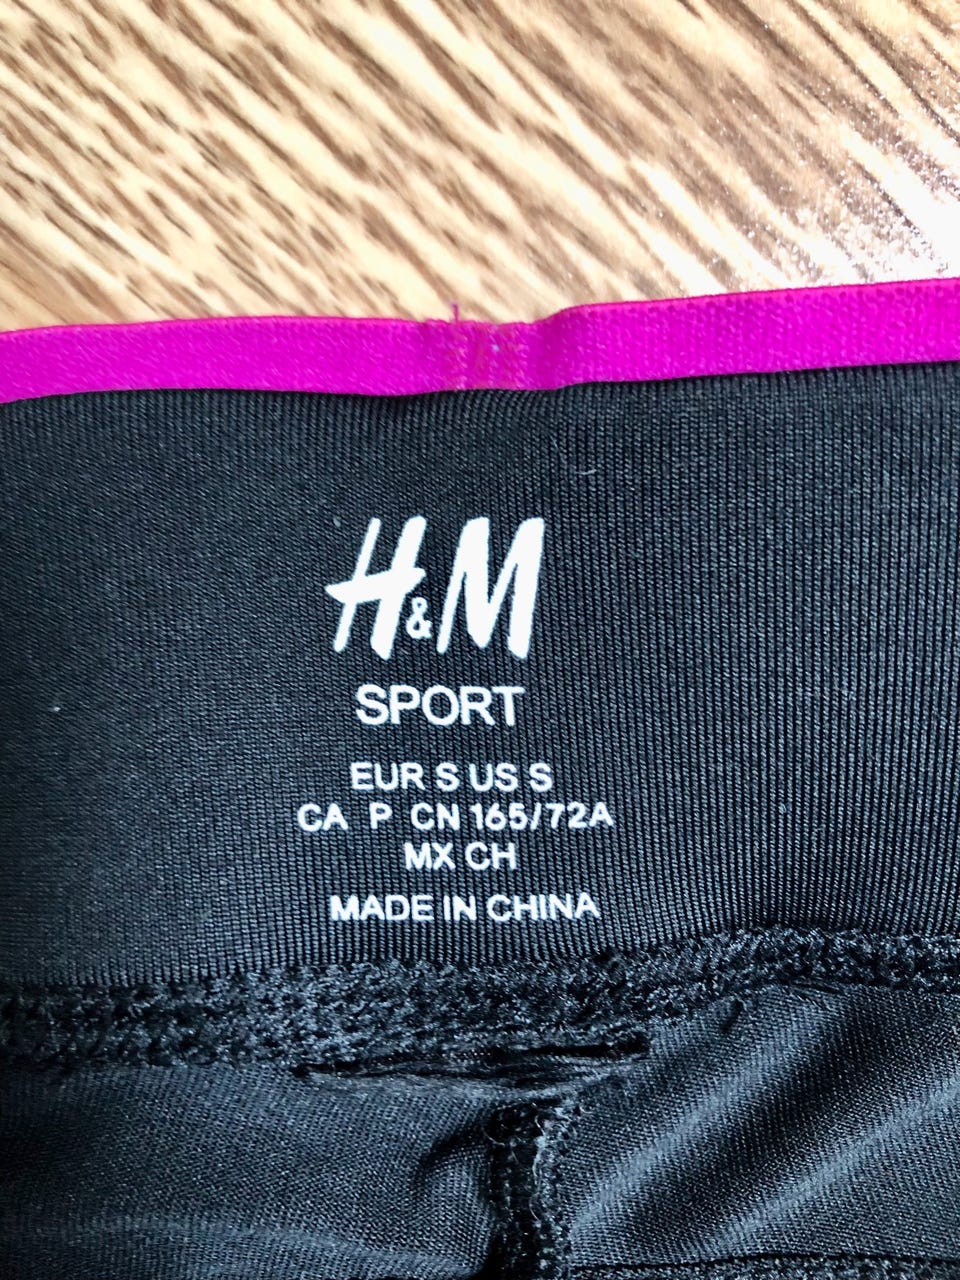 H&M
SPORT
EUR S US S
CA P CN 165/72A
MX CH
MADE IN CHINA